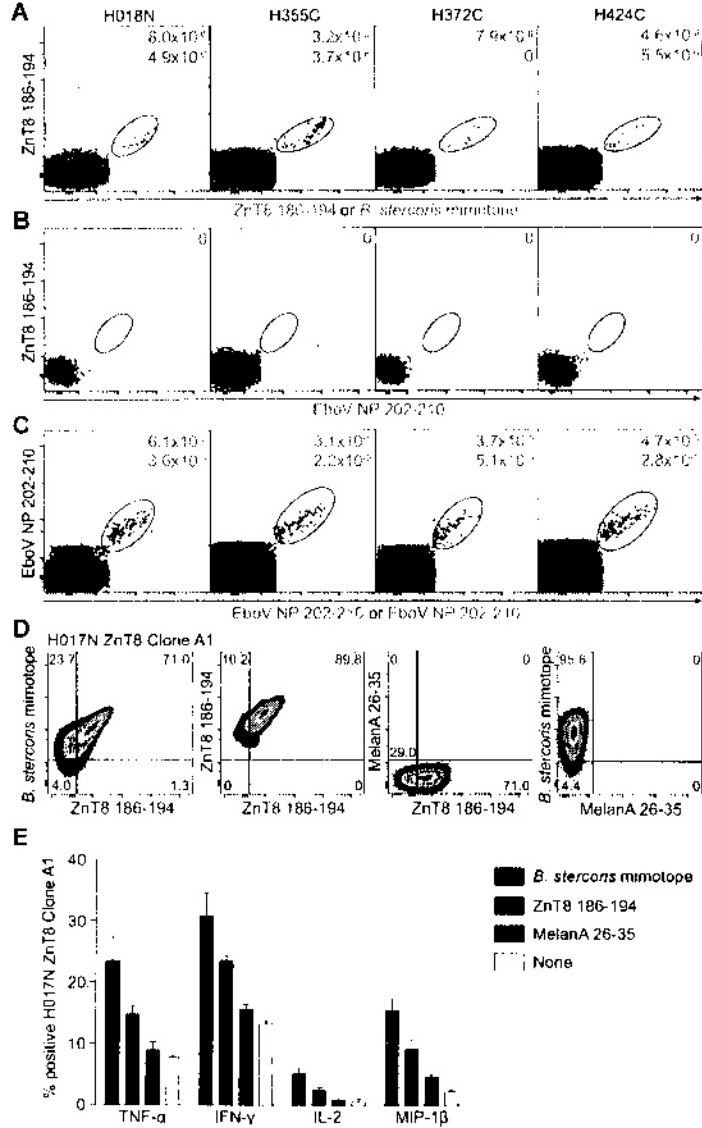 A
H018N H355C H372C H424C
ZnT8 186-194
0
ZnT8 186-194 or B. stercoris mimotope
B
0 0 0 0
ZnT8 186-194
EboV NP 202-210
C
EboV NP 202-210
EboV NP 202-210 or EboV NP 202-210
D
H017N ZnT8 Clone A1
23.7 71.0 10.2 89.8 0 0 95.6 0
B. stercoris mimotope
ZnT8 186-194
MelanA 26-35
B. stercoris mimotope
29.0
4.0 1.3 0 0 71.0 4.4 0
ZnT8 186-194 ZnT8 186-194 ZnT8 186-194 MelanA 26-35
E
% positive H017N ZnT8 Clone A1
40
30
20
10
0
TNF-α IFN-γ IL-2 MIP-1β
B. stercoris mimotope
ZnT8 186-194
MelanA 26-35
None